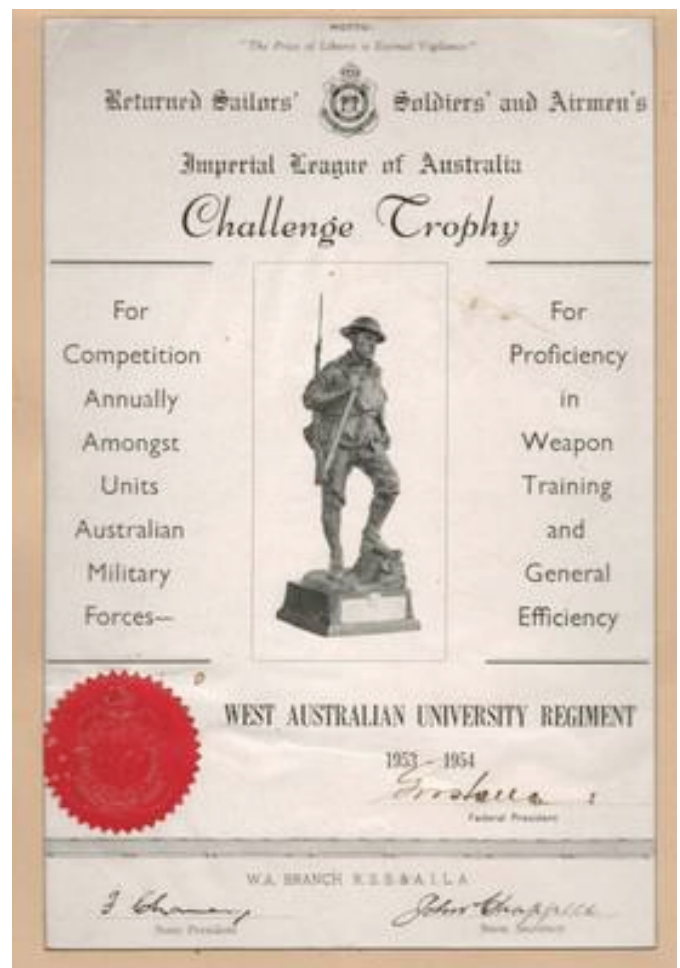 MOTTO:
"The Price of Liberty is Eternal Vigilance"
Returned Sailors' Soldiers' and Airmen's
Imperial League of Australia
Challenge Trophy
For
Competition
Annually
Amongst
Units
Australian
Military
Forces—
For
Proficiency
in
Weapon
Training
and
General
Efficiency
WEST AUSTRALIAN UNIVERSITY REGIMENT
1953 – 1954
Federal President
W.A. BRANCH R.S.S.&A.I.L.A
John Chappell
State President
State Secretary